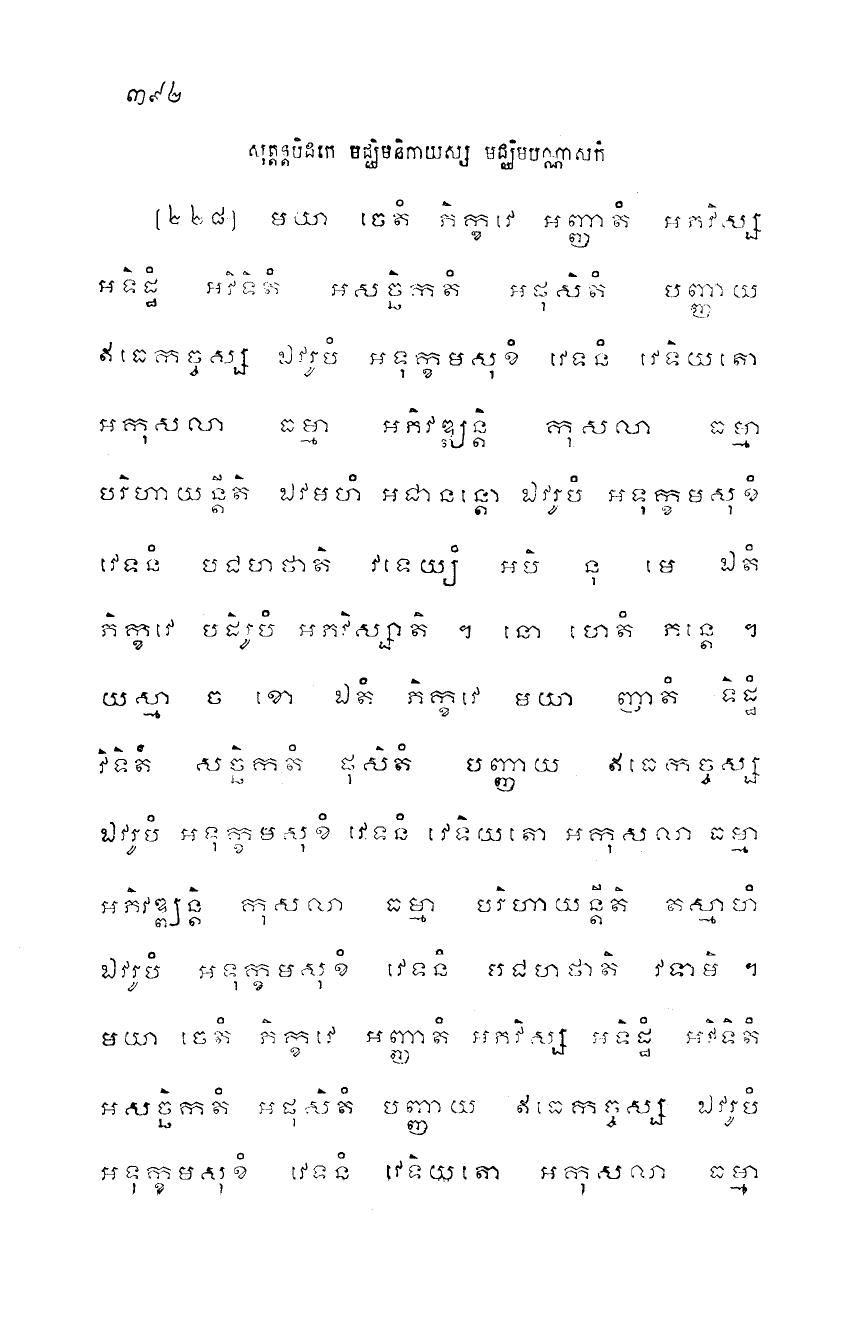 ៣៩២
សុត្តន្តបិដកេ មជ្ឈិមនិកាយស្ស មជ្ឈិមបណ្ណាសកំ
[២២៨] មយា ចេតំ ភិក្ខវេ អញ្ញាតំ អភវិស្ស
អទិដ្ឋំ អវិទិតំ អសច្ឆិកតំ អផុសិតំ បញ្ញាយ
ឥធេកច្ចស្ស ឯវរូបំ អទុក្ខមសុខំ វេទនំ វេទិយតោ
អកុសលា ធម្មា អភិវឌ្ឍន្តិ កុសលា ធម្មា
បរិហាយន្តីតិ ឯវមហំ អជានន្តោ ឯវរូបំ អទុក្ខមសុខំ
វេទនំ បជហថាតិ វទេយ្យំ អបិ នុ មេ ឯតំ
ភិក្ខវេ បដិរូបំ អភវិស្សាតិ ។ នោ ហេតំ ភន្តេ ។
យស្មា ច ខោ ឯតំ ភិក្ខវេ មយា ញាតំ ទិដ្ឋំ
វិទិតំ សច្ឆិកតំ ផុសិតំ បញ្ញាយ ឥធេកច្ចស្ស
ឯវរូបំ អទុក្ខមសុខំ វេទនំ វេទិយតោ អកុសលា ធម្មា
អភិវឌ្ឍន្តិ កុសលា ធម្មា បរិហាយន្តីតិ តស្មាហំ
ឯវរូបំ អទុក្ខមសុខំ វេទនំ បជហថាតិ វទាមិ ។
មយា ចេតំ ភិក្ខវេ អញ្ញាតំ អភវិស្ស អទិដ្ឋំ អវិទិតំ
អសច្ឆិកតំ អផុសិតំ បញ្ញាយ ឥធេកច្ចស្ស ឯវរូបំ
អទុក្ខមសុខំ វេទនំ វេទិយតោ អកុសលា ធម្មា